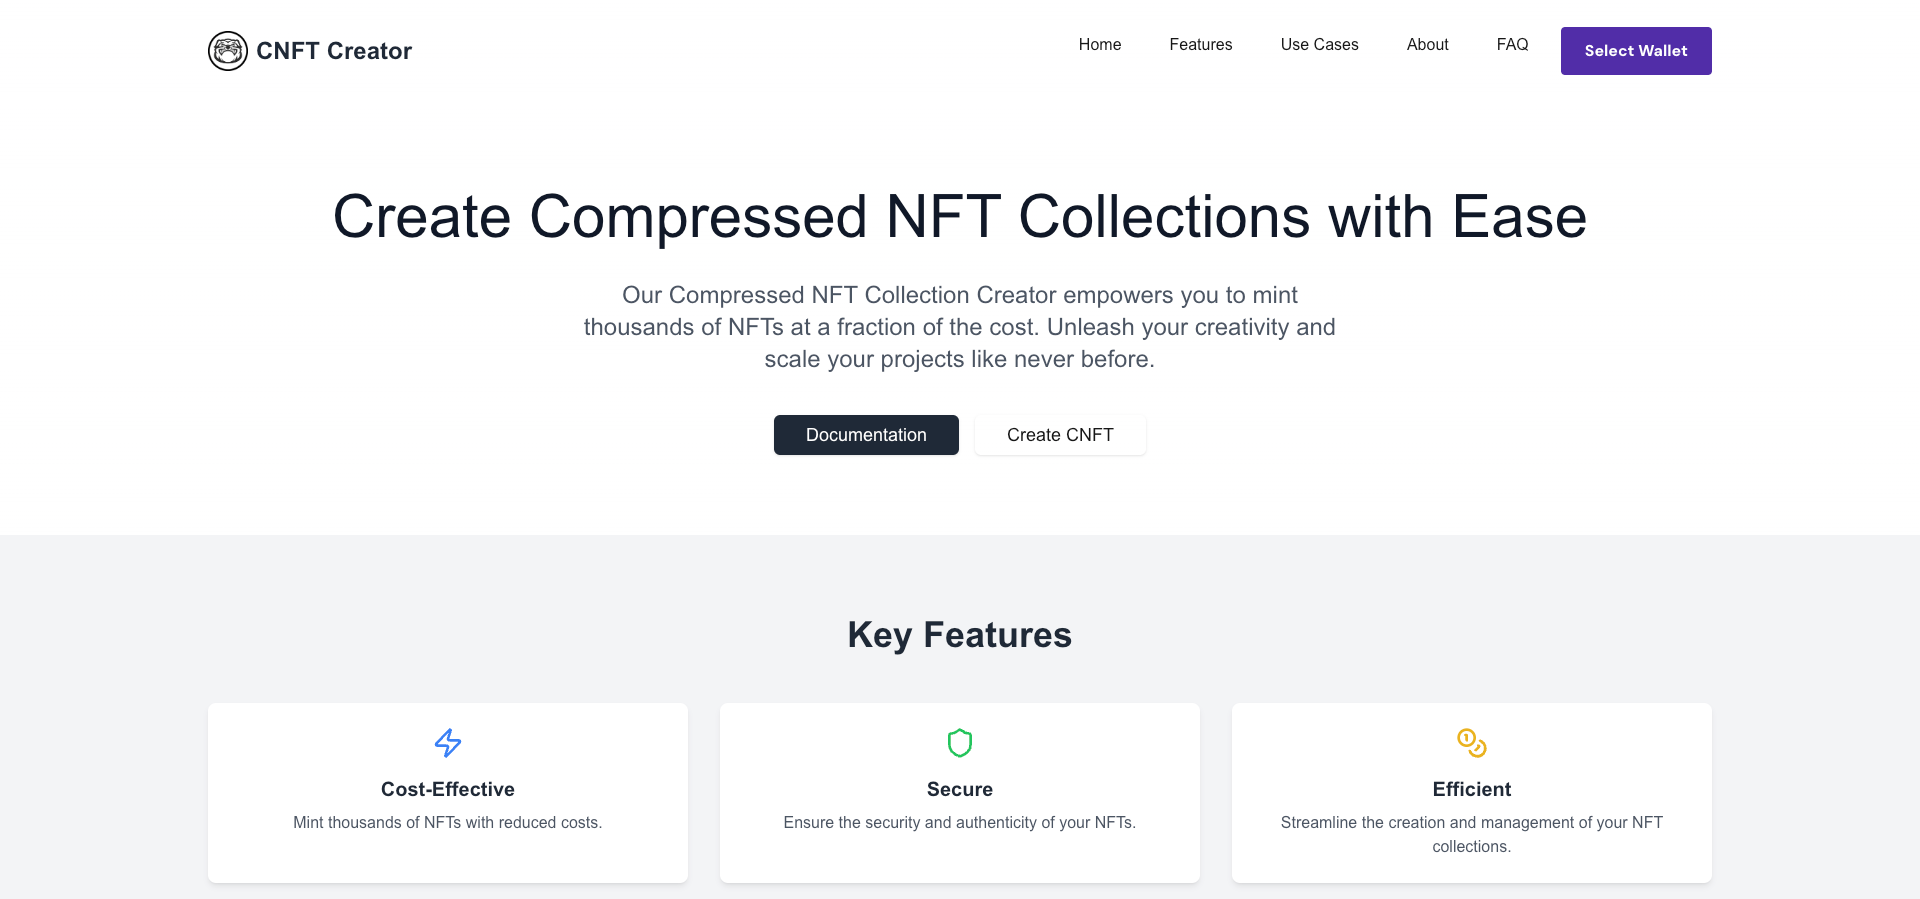 CNFT Creator
Home
Features
Use Cases
About
FAQ
Select Wallet
Create Compressed NFT Collections with Ease
Our Compressed NFT Collection Creator empowers you to mint
thousands of NFTs at a fraction of the cost. Unleash your creativity and
scale your projects like never before.
Documentation
Create CNFT
Key Features
Cost-Effective
Mint thousands of NFTs with reduced costs.
Secure
Ensure the security and authenticity of your NFTs.
Efficient
Streamline the creation and management of your NFT
collections.